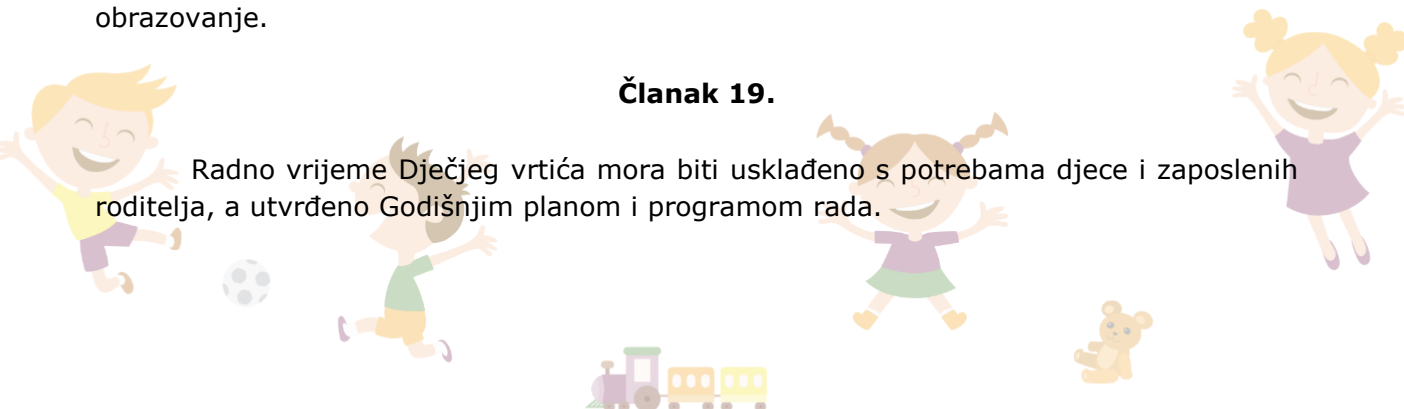 obrazovanje.
Članak 19.
Radno vrijeme Dječjeg vrtića mora biti usklađeno s potrebama djece i zaposlenih
roditelja, a utvrđeno Godišnjim planom i programom rada.